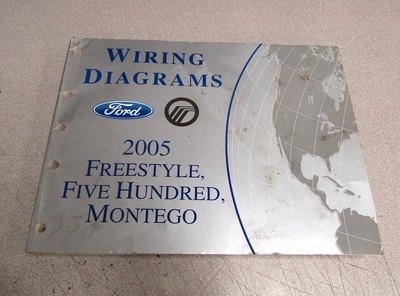 WIRING
DIAGRAMS
Ford
2005
FREESTYLE,
FIVE HUNDRED,
MONTEGO